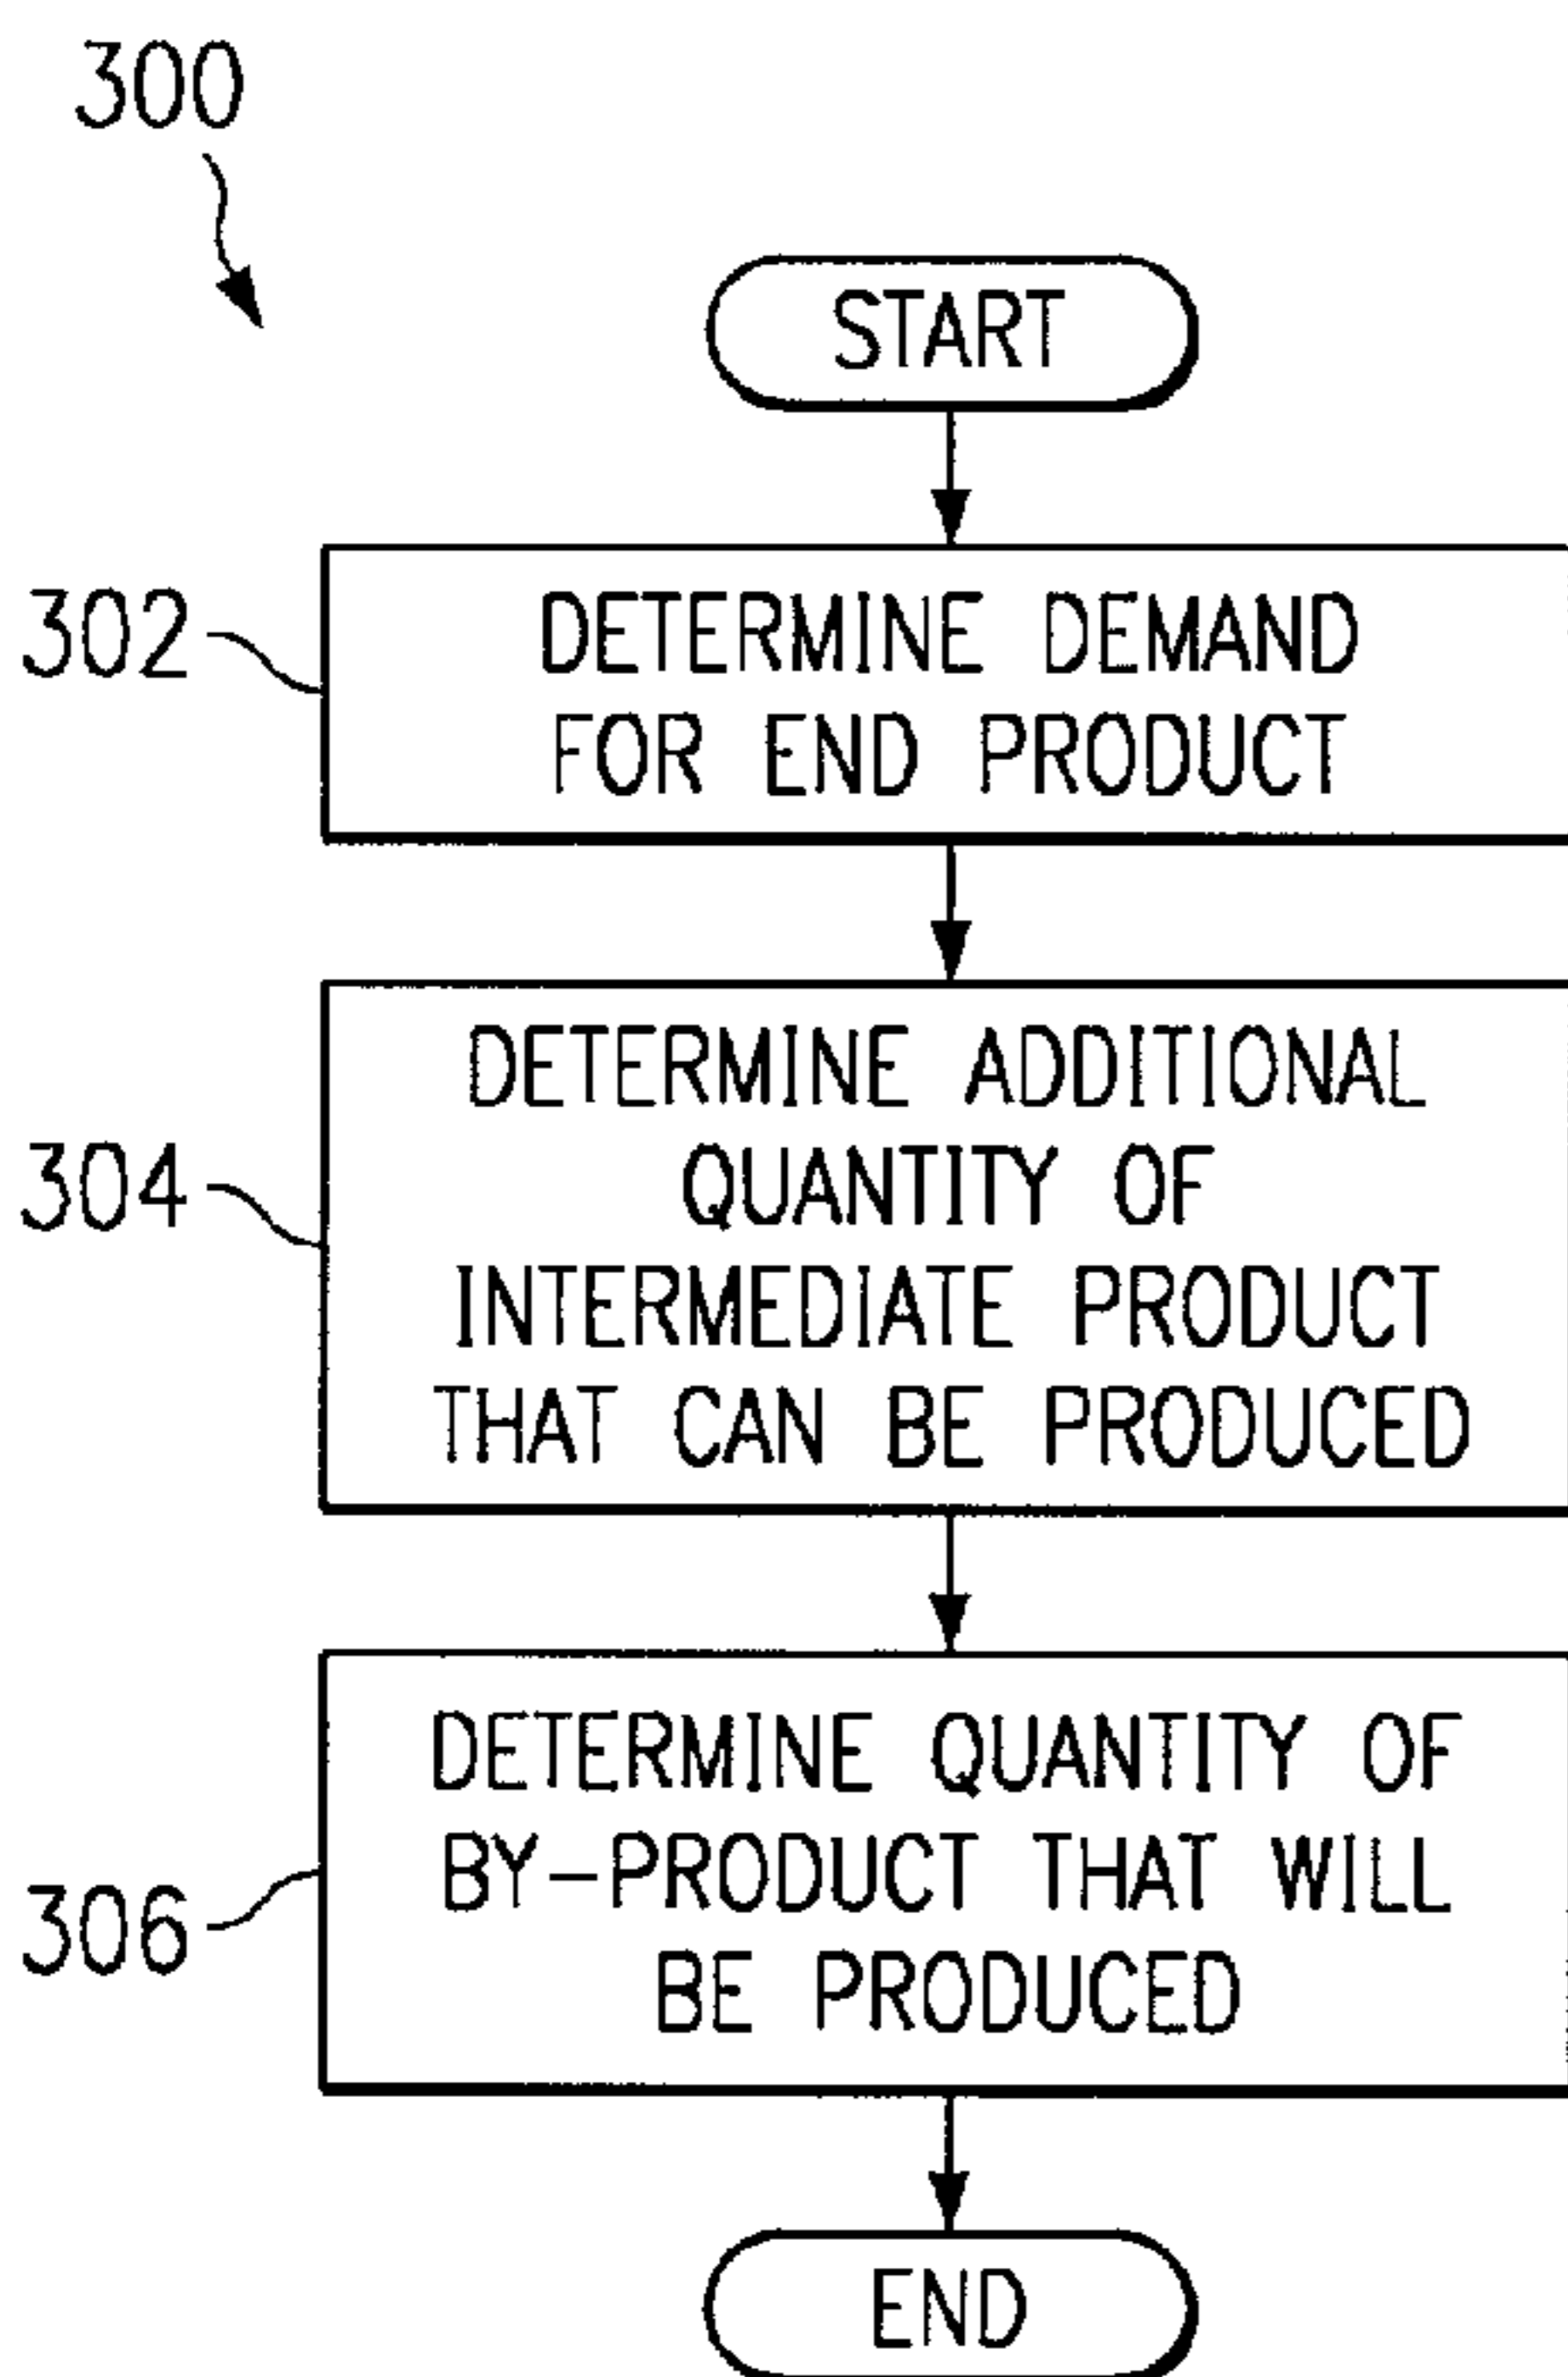 300
START
302
DETERMINE DEMAND
FOR END PRODUCT
304
DETERMINE ADDITIONAL
QUANTITY OF
INTERMEDIATE PRODUCT
THAT CAN BE PRODUCED
306
DETERMINE QUANTITY OF
BY-PRODUCT THAT WILL
BE PRODUCED
END